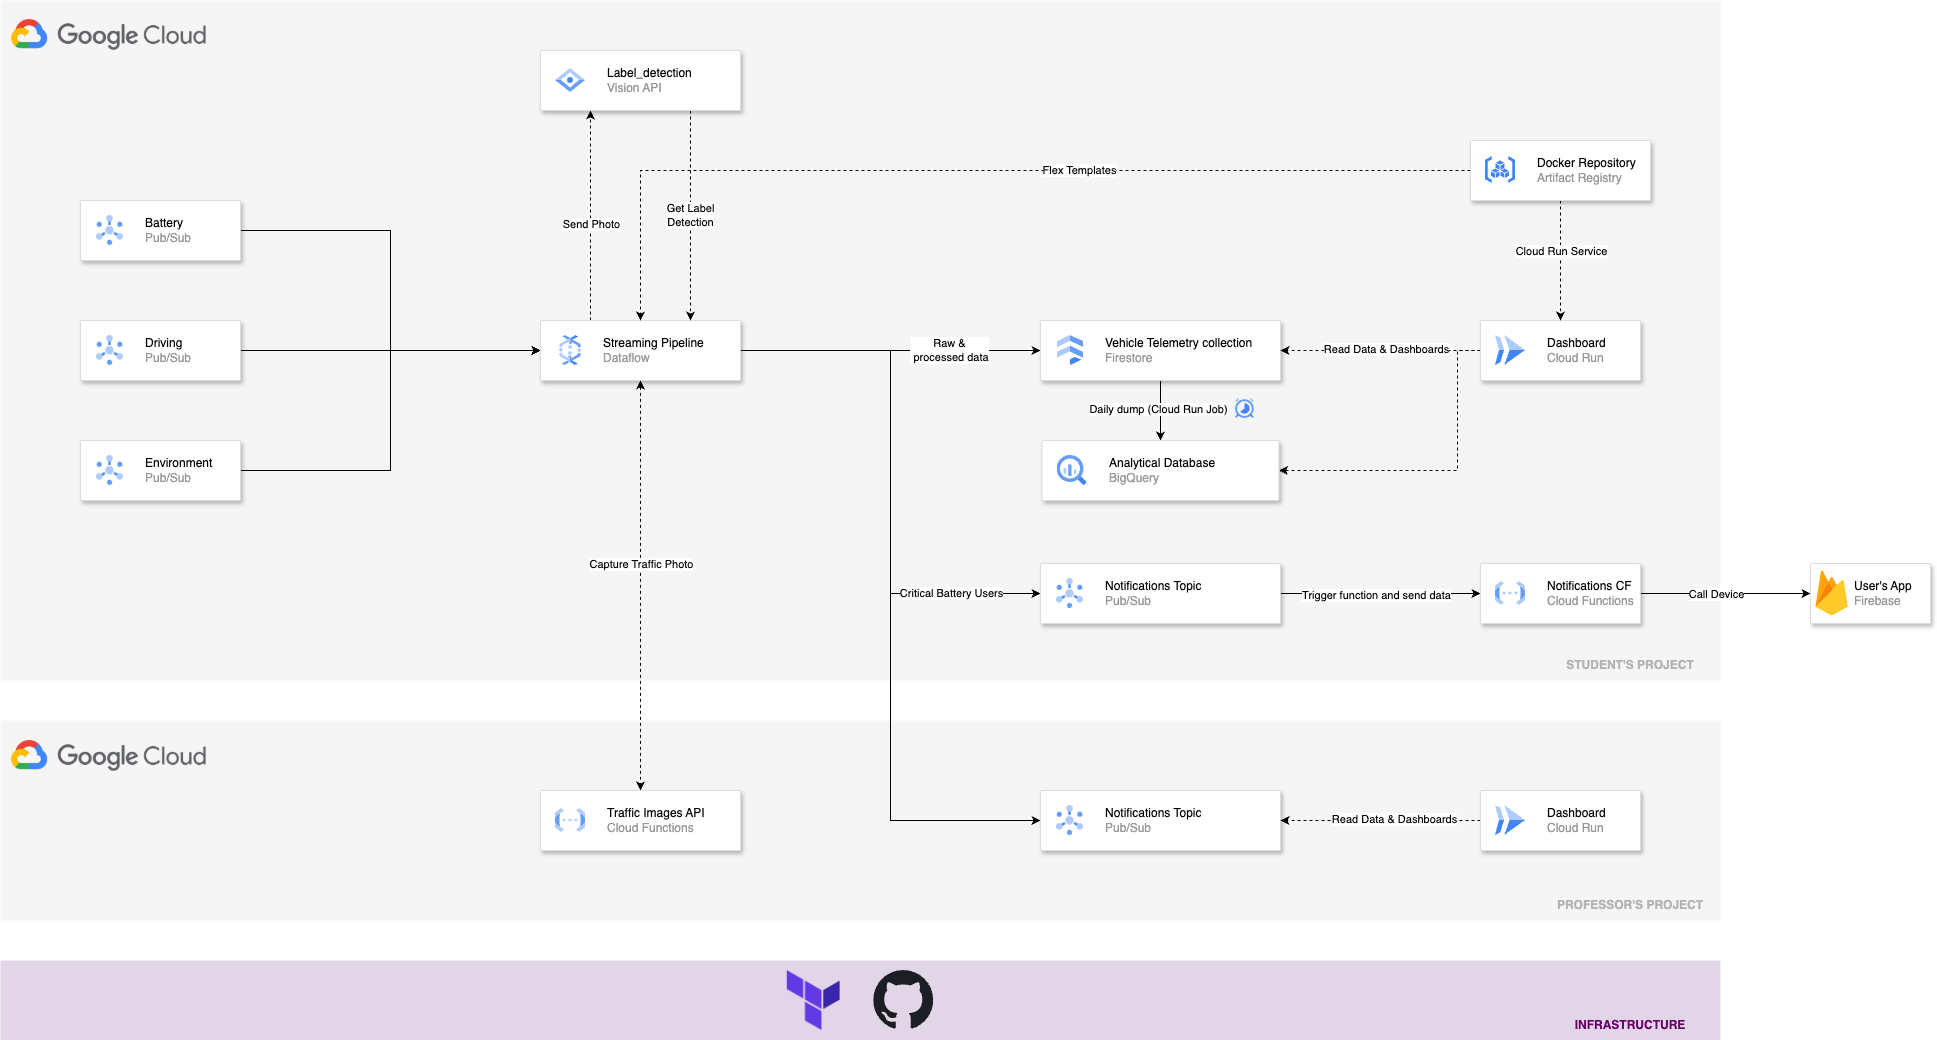 Google Cloud
Label_detection
Vision API
Docker Repository
Artifact Registry
Flex Templates
Send Photo
Get Label
Detection
Cloud Run Service
Battery
Pub/Sub
Driving
Pub/Sub
Environment
Pub/Sub
Streaming Pipeline
Dataflow
Raw &
processed data
Vehicle Telemetry collection
Firestore
Read Data & Dashboards
Dashboard
Cloud Run
Daily dump (Cloud Run Job)
Analytical Database
BigQuery
Capture Traffic Photo
Critical Battery Users
Notifications Topic
Pub/Sub
Trigger function and send data
Notifications CF
Cloud Functions
Call Device
User's App
Firebase
STUDENT'S PROJECT
Google Cloud
Traffic Images API
Cloud Functions
Notifications Topic
Pub/Sub
Read Data & Dashboards
Dashboard
Cloud Run
PROFESSOR'S PROJECT
INFRASTRUCTURE